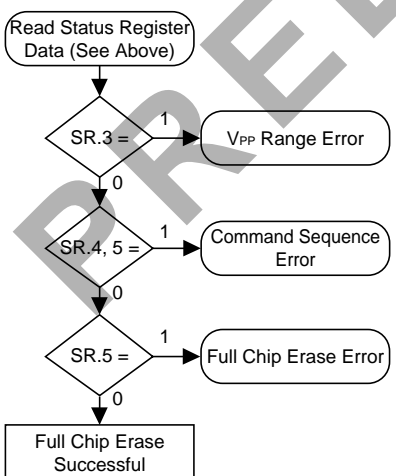 Read Status Register
Data (See Above)
SR.3 =
1
VPP Range Error
0
SR.4, 5 =
1
Command Sequence
Error
0
SR.5 =
1
Full Chip Erase Error
0
Full Chip Erase
Successful